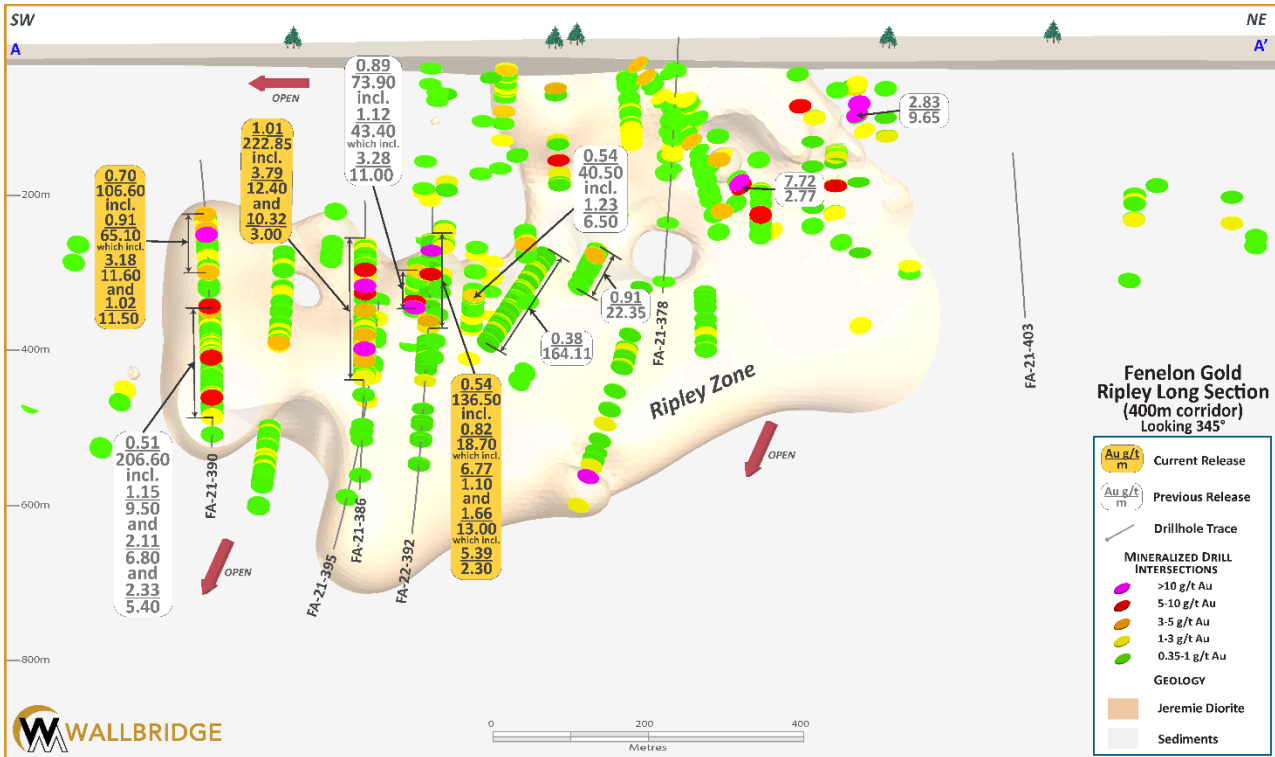 SW
NE
A
A’
OPEN
0.89
73.90
incl.
1.12
43.40
which incl.
3.28
11.00
1.01
222.85
incl.
3.79
12.40
and
10.32
3.00
0.70
106.60
incl.
0.91
65.10
which incl.
3.18
11.60
and
1.02
11.50
0.54
40.50
incl.
1.23
6.50
2.83
9.65
7.72
2.77
0.91
22.35
0.38
164.11
0.51
206.60
incl.
1.15
9.50
and
2.11
6.80
and
2.33
5.40
0.54
136.50
incl.
0.82
18.70
which incl.
6.77
1.10
and
1.66
13.00
which incl.
5.39
2.30
200m
400m
600m
800m
FA-21-390
FA-21-395
FA-21-386
FA-22-392
FA-21-378
FA-21-403
Ripley Zone
OPEN
OPEN
Fenelon Gold
Ripley Long Section
(400m corridor)
Looking 345°
Au g/t
m
Current Release
Au g/t
m
Previous Release
Drillhole Trace
MINERALIZED DRILL
INTERSECTIONS
>10 g/t Au
5-10 g/t Au
3-5 g/t Au
1-3 g/t Au
0.35-1 g/t Au
GEOLOGY
Jeremie Diorite
Sediments
WALLBRIDGE
0 200 400
Metres